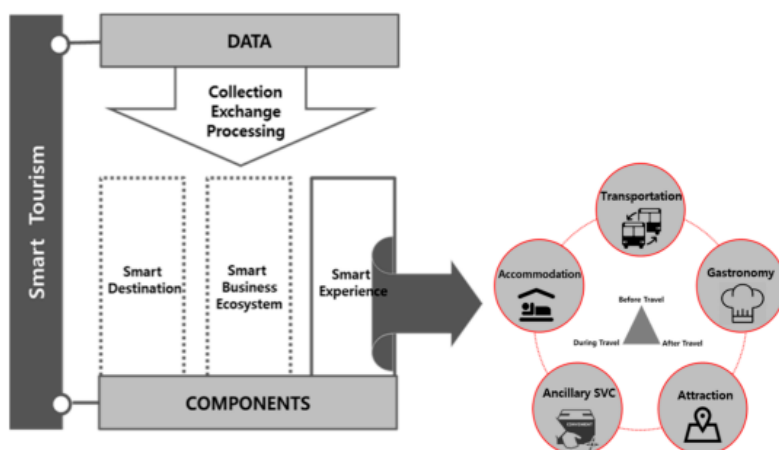 Smart Tourism
DATA
Collection
Exchange
Processing
Smart
Destination
Smart
Business
Ecosystem
Smart
Experience
COMPONENTS
Transportation
Accommodation
Gastronomy
Before Travel
During Travel
After Travel
Ancillary SVC
Attraction